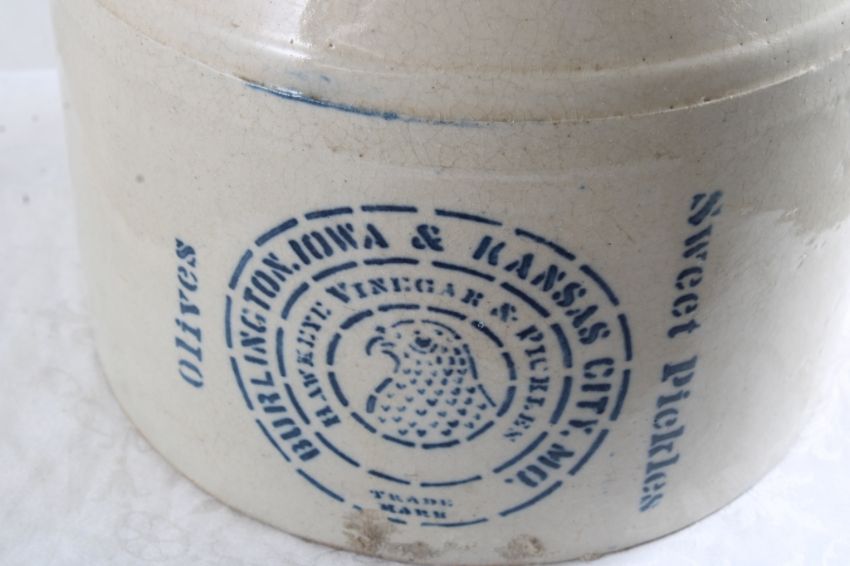 Olives
BURLINGTON, IOWA & KANSAS CITY, MO.
HAWKEYE VINEGAR & PICKLES
TRADE
MARK
Sweet Pickles